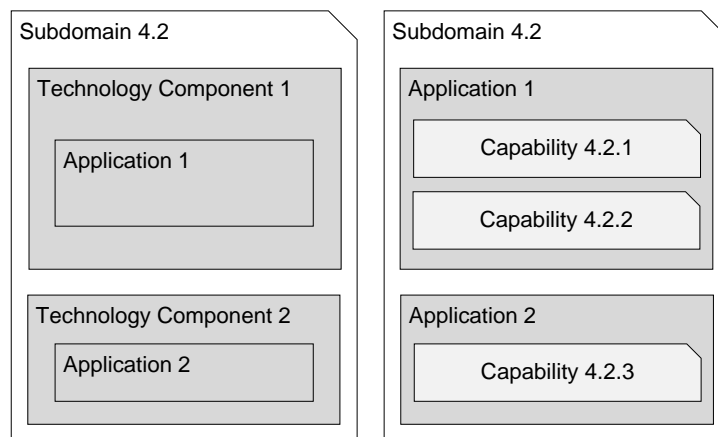 Subdomain 4.2
Technology Component 1
Application 1
Technology Component 2
Application 2
Subdomain 4.2
Application 1
Capability 4.2.1
Capability 4.2.2
Application 2
Capability 4.2.3